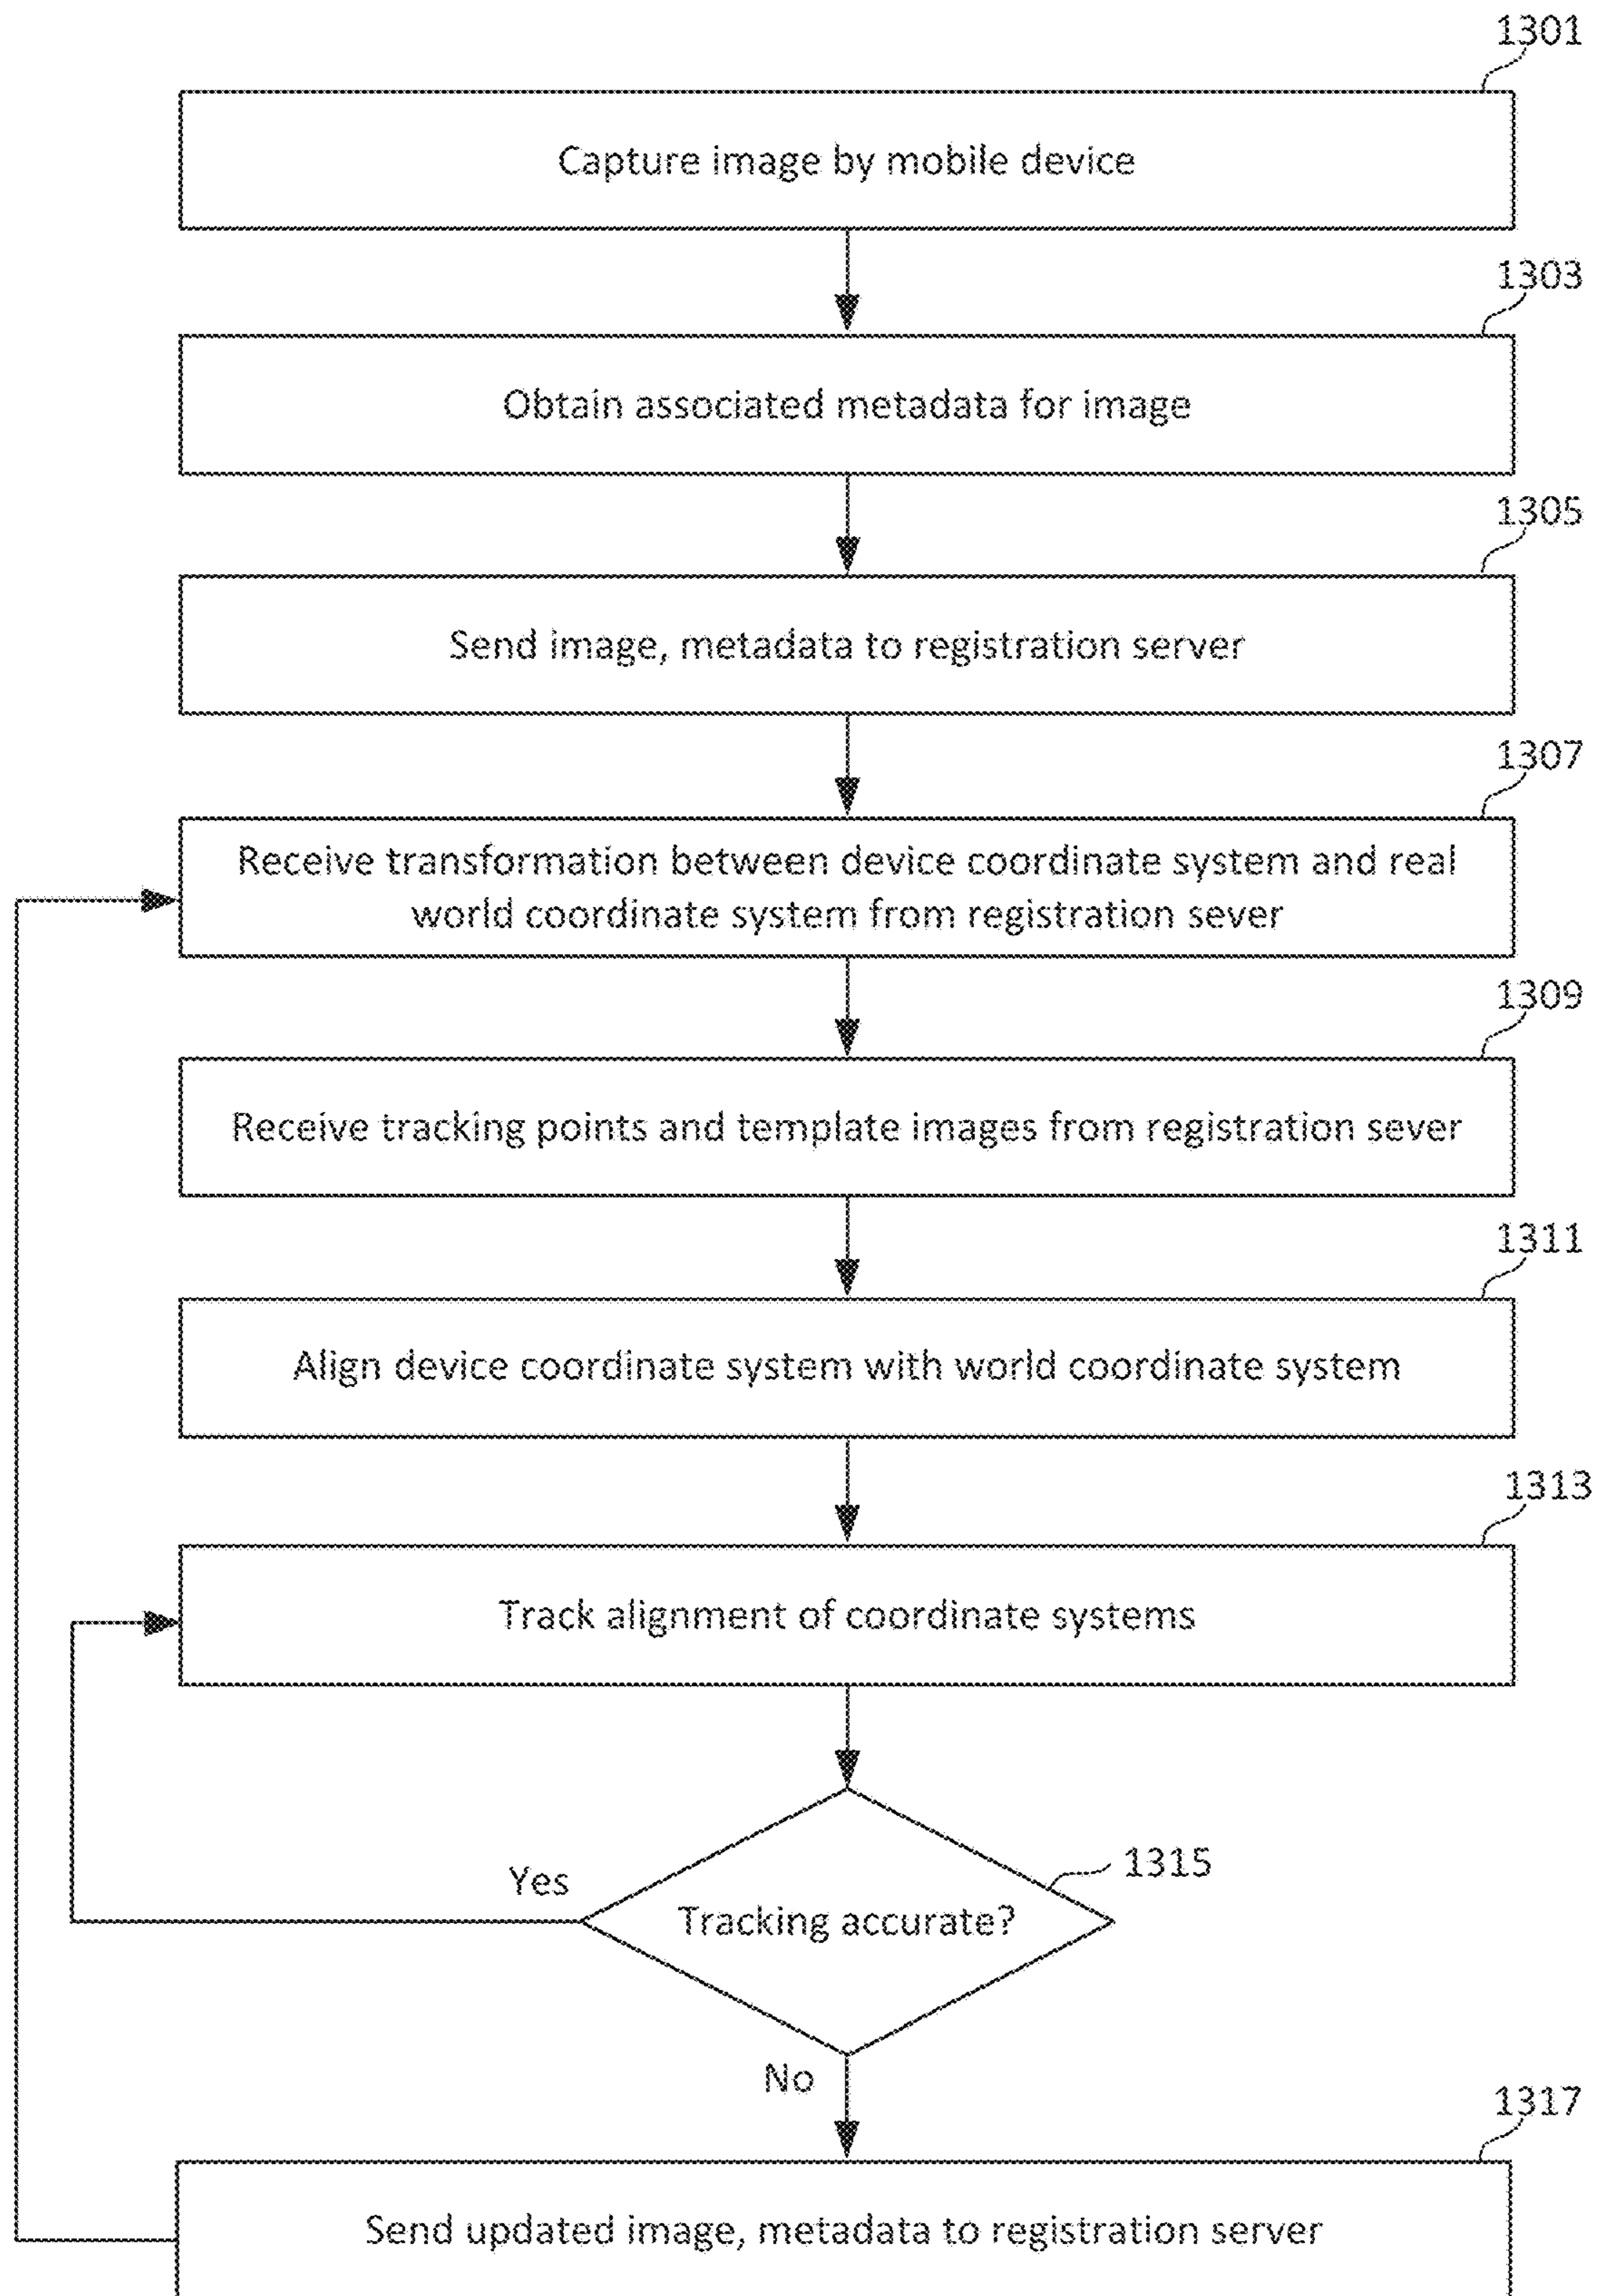 1301
Capture image by mobile device
1303
Obtain associated metadata for image
1305
Send image, metadata to registration server
1307
Receive transformation between device coordinate system and real
world coordinate system from registration sever
1309
Receive tracking points and template images from registration sever
1311
Align device coordinate system with world coordinate system
1313
Track alignment of coordinate systems
1315
Yes
Tracking accurate?
No
1317
Send updated image, metadata to registration server